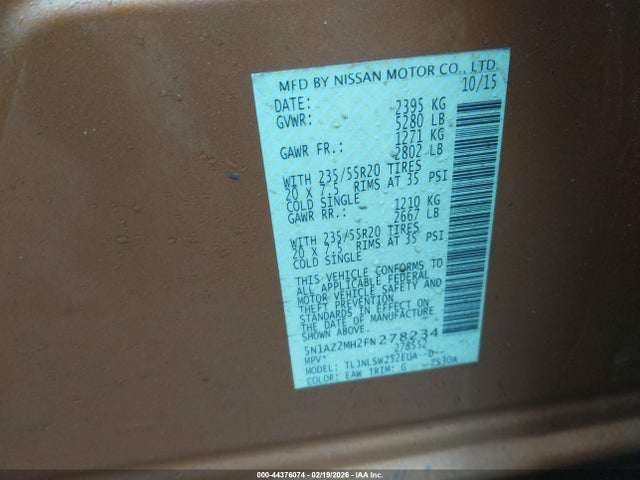 MFD BY NISSAN MOTOR CO., LTD.
DATE: 10/15
GVWR: 2395 KG
5280 LB
GAWR FR.: 1271 KG
2802 LB
WITH 235/55R20 TIRES
20 X 7.5 RIMS AT 35 PSI
COLD SINGLE
GAWR RR.: 1210 KG
2667 LB
WITH 235/55R20 TIRES
20 X 7.5 RIMS AT 35 PSI
COLD SINGLE
THIS VEHICLE CONFORMS TO
ALL APPLICABLE FEDERAL
MOTOR VEHICLE SAFETY AND
THEFT PREVENTION
STANDARDS IN EFFECT ON
THE DATE OF MANUFACTURE
SHOWN ABOVE.
5N1AZ2MH2FN278234
MPV 278552
MODEL: TLJNLSW232EUA-D-
COLOR: EAW TRIM: G 2S30A
000-44376074 - 02/19/2026 - IAA Inc.